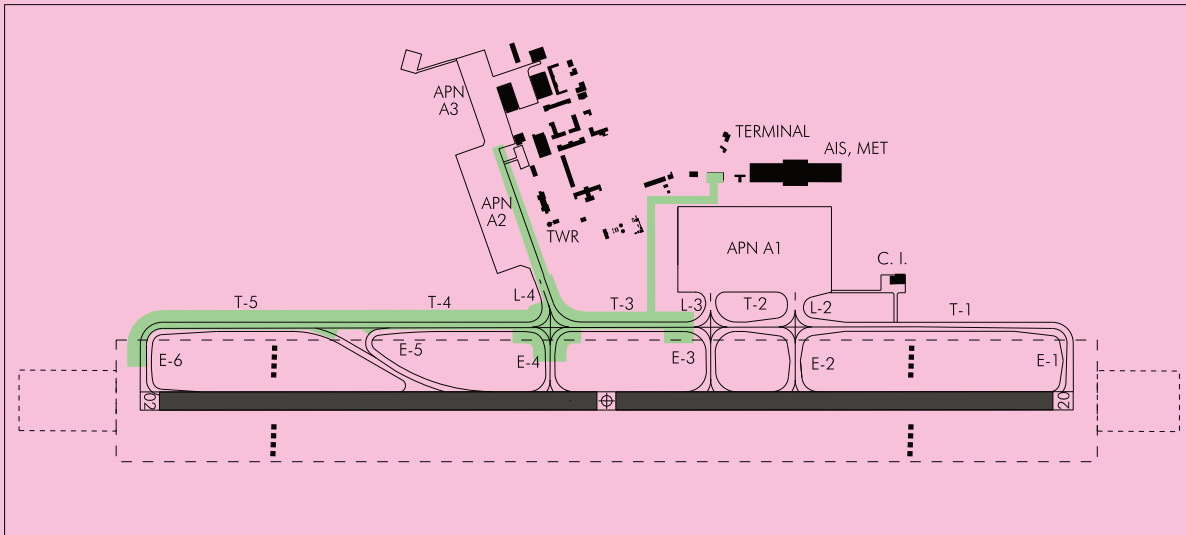 TERMINAL
APN
A3
AIS, MET
APN
A2
TWR
APN A1
C. I.
T-5
T-4
L-4
T-3
L-3
T-2
L-2
T-1
E-6
E-5
E-4
E-3
E-2
E-1
02
20